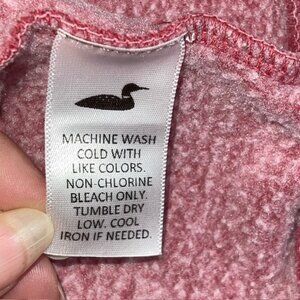 MACHINE WASH
COLD WITH
LIKE COLORS.
NON-CHLORINE
BLEACH ONLY.
TUMBLE DRY
LOW. COOL
IRON IF NEEDED.